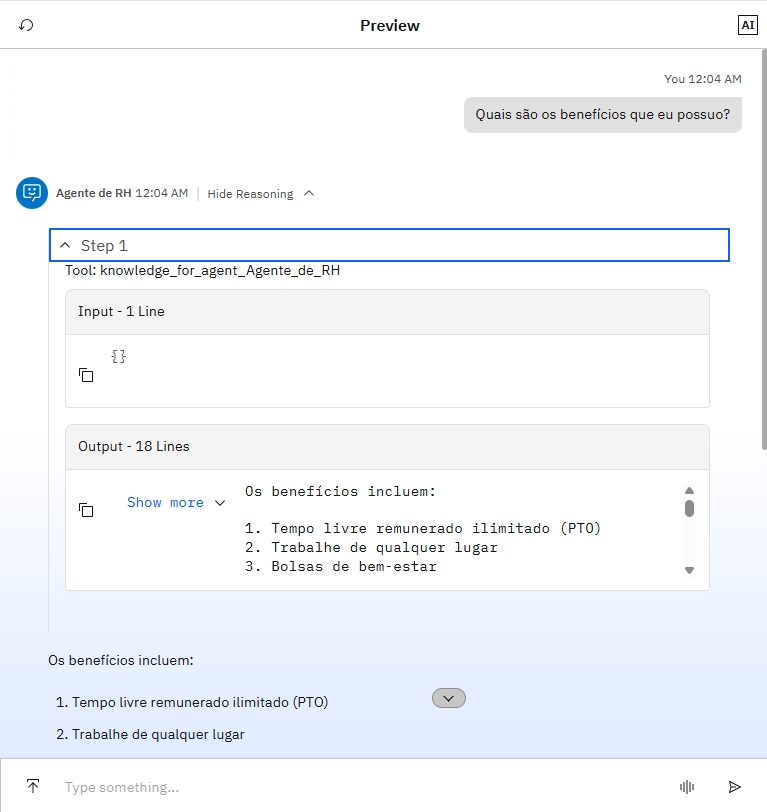 Preview
AI
You 12:04 AM
Quais são os benefícios que eu possuo?
Agente de RH 12:04 AM | Hide Reasoning
Step 1
Tool: knowledge_for_agent_Agente_de_RH
Input - 1 Line
{}
Output - 18 Lines
Show more
Os benefícios incluem:
1. Tempo livre remunerado ilimitado (PTO)
2. Trabalhe de qualquer lugar
3. Bolsas de bem-estar
Os benefícios incluem:
1. Tempo livre remunerado ilimitado (PTO)
2. Trabalhe de qualquer lugar
Type something...